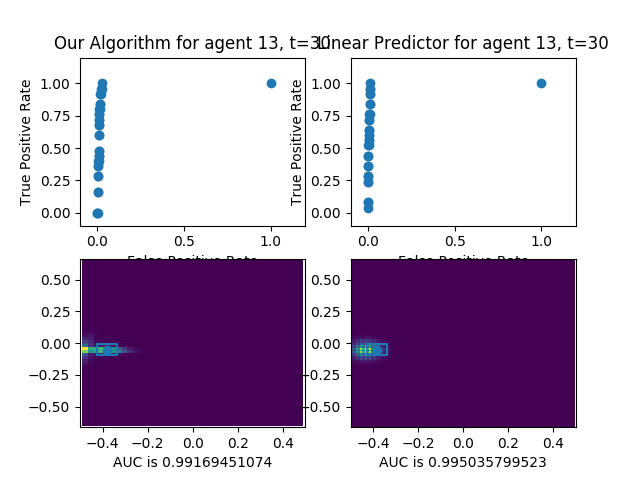 Our Algorithm for agent 13, t=30
Linear Predictor for agent 13, t=30
True Positive Rate
1.00
0.75
0.50
0.25
0.00
0.0 0.5 1.0
False Positive Rate
True Positive Rate
1.00
0.75
0.50
0.25
0.00
0.0 0.5 1.0
False Positive Rate
0.50
0.25
0.00
−0.25
−0.50
−0.4 −0.2 0.0 0.2 0.4
AUC is 0.99169451074
0.50
0.25
0.00
−0.25
−0.50
−0.4 −0.2 0.0 0.2 0.4
AUC is 0.995035799523